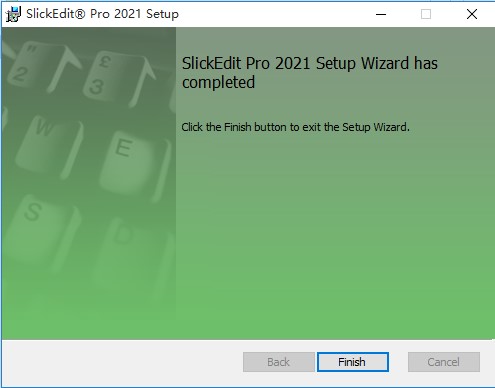 SlickEdit® Pro 2021 Setup
SlickEdit Pro 2021 Setup Wizard has
completed
Click the Finish button to exit the Setup Wizard.
"
2
£
3
W
E
S
D
Back
Finish
Cancel